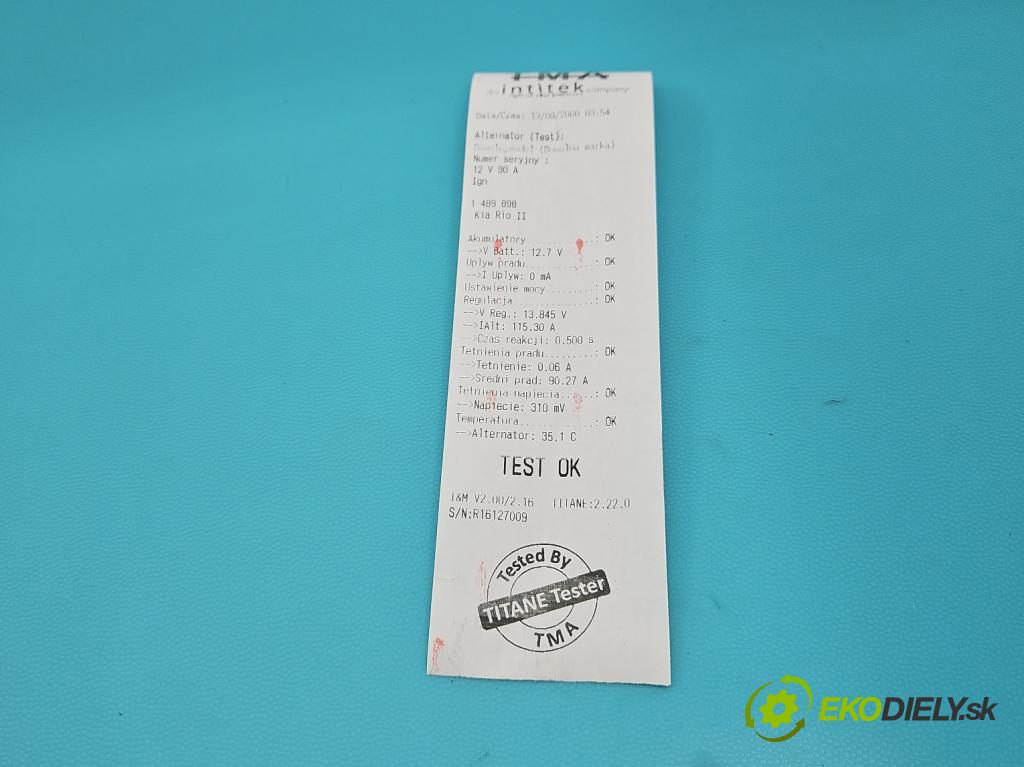 TMA
intitek company
Data/Czas: 13/08/2000 03:54
Alternator (Test):
(Dowolna marka)
Numer seryjny :
12 V 90 A
Ign
1 489 898
Kia Rio II
Akumulatory............: OK
-->V Batt.: 12.7 V
Uplyw pradu............: OK
-->I Uplyw: 0 mA
Ustawienie mocy........: OK
Regulacja..............: OK
-->V Reg.: 13.845 V
-->IAlt: 115.30 A
-->Czas reakcji: 0.500 s
Tetnienia pradu.........: OK
-->Tetnienie: 0.06 A
-->Sredni prad: 90.27 A
Tetnienia napiecia......: OK
-->Napiecie: 310 mV
Temperatura.............: OK
-->Alternator: 35.1 C
TEST OK
I&M V2.00/2.16 TITANE:2.22.0
S/N:R16127009
Tested By
TITANE Tester
TMA
EKODIELY.sk